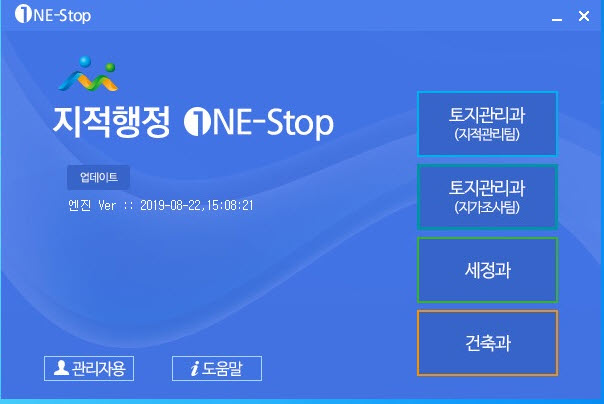 ①NE-Stop
지적행정 ①NE-Stop
업데이트
엔진 Ver :: 2019-08-22,15:08:21
토지관리과
(지적관리팀)
토지관리과
(지가조사팀)
세정과
건축과
관리자용
i 도움말